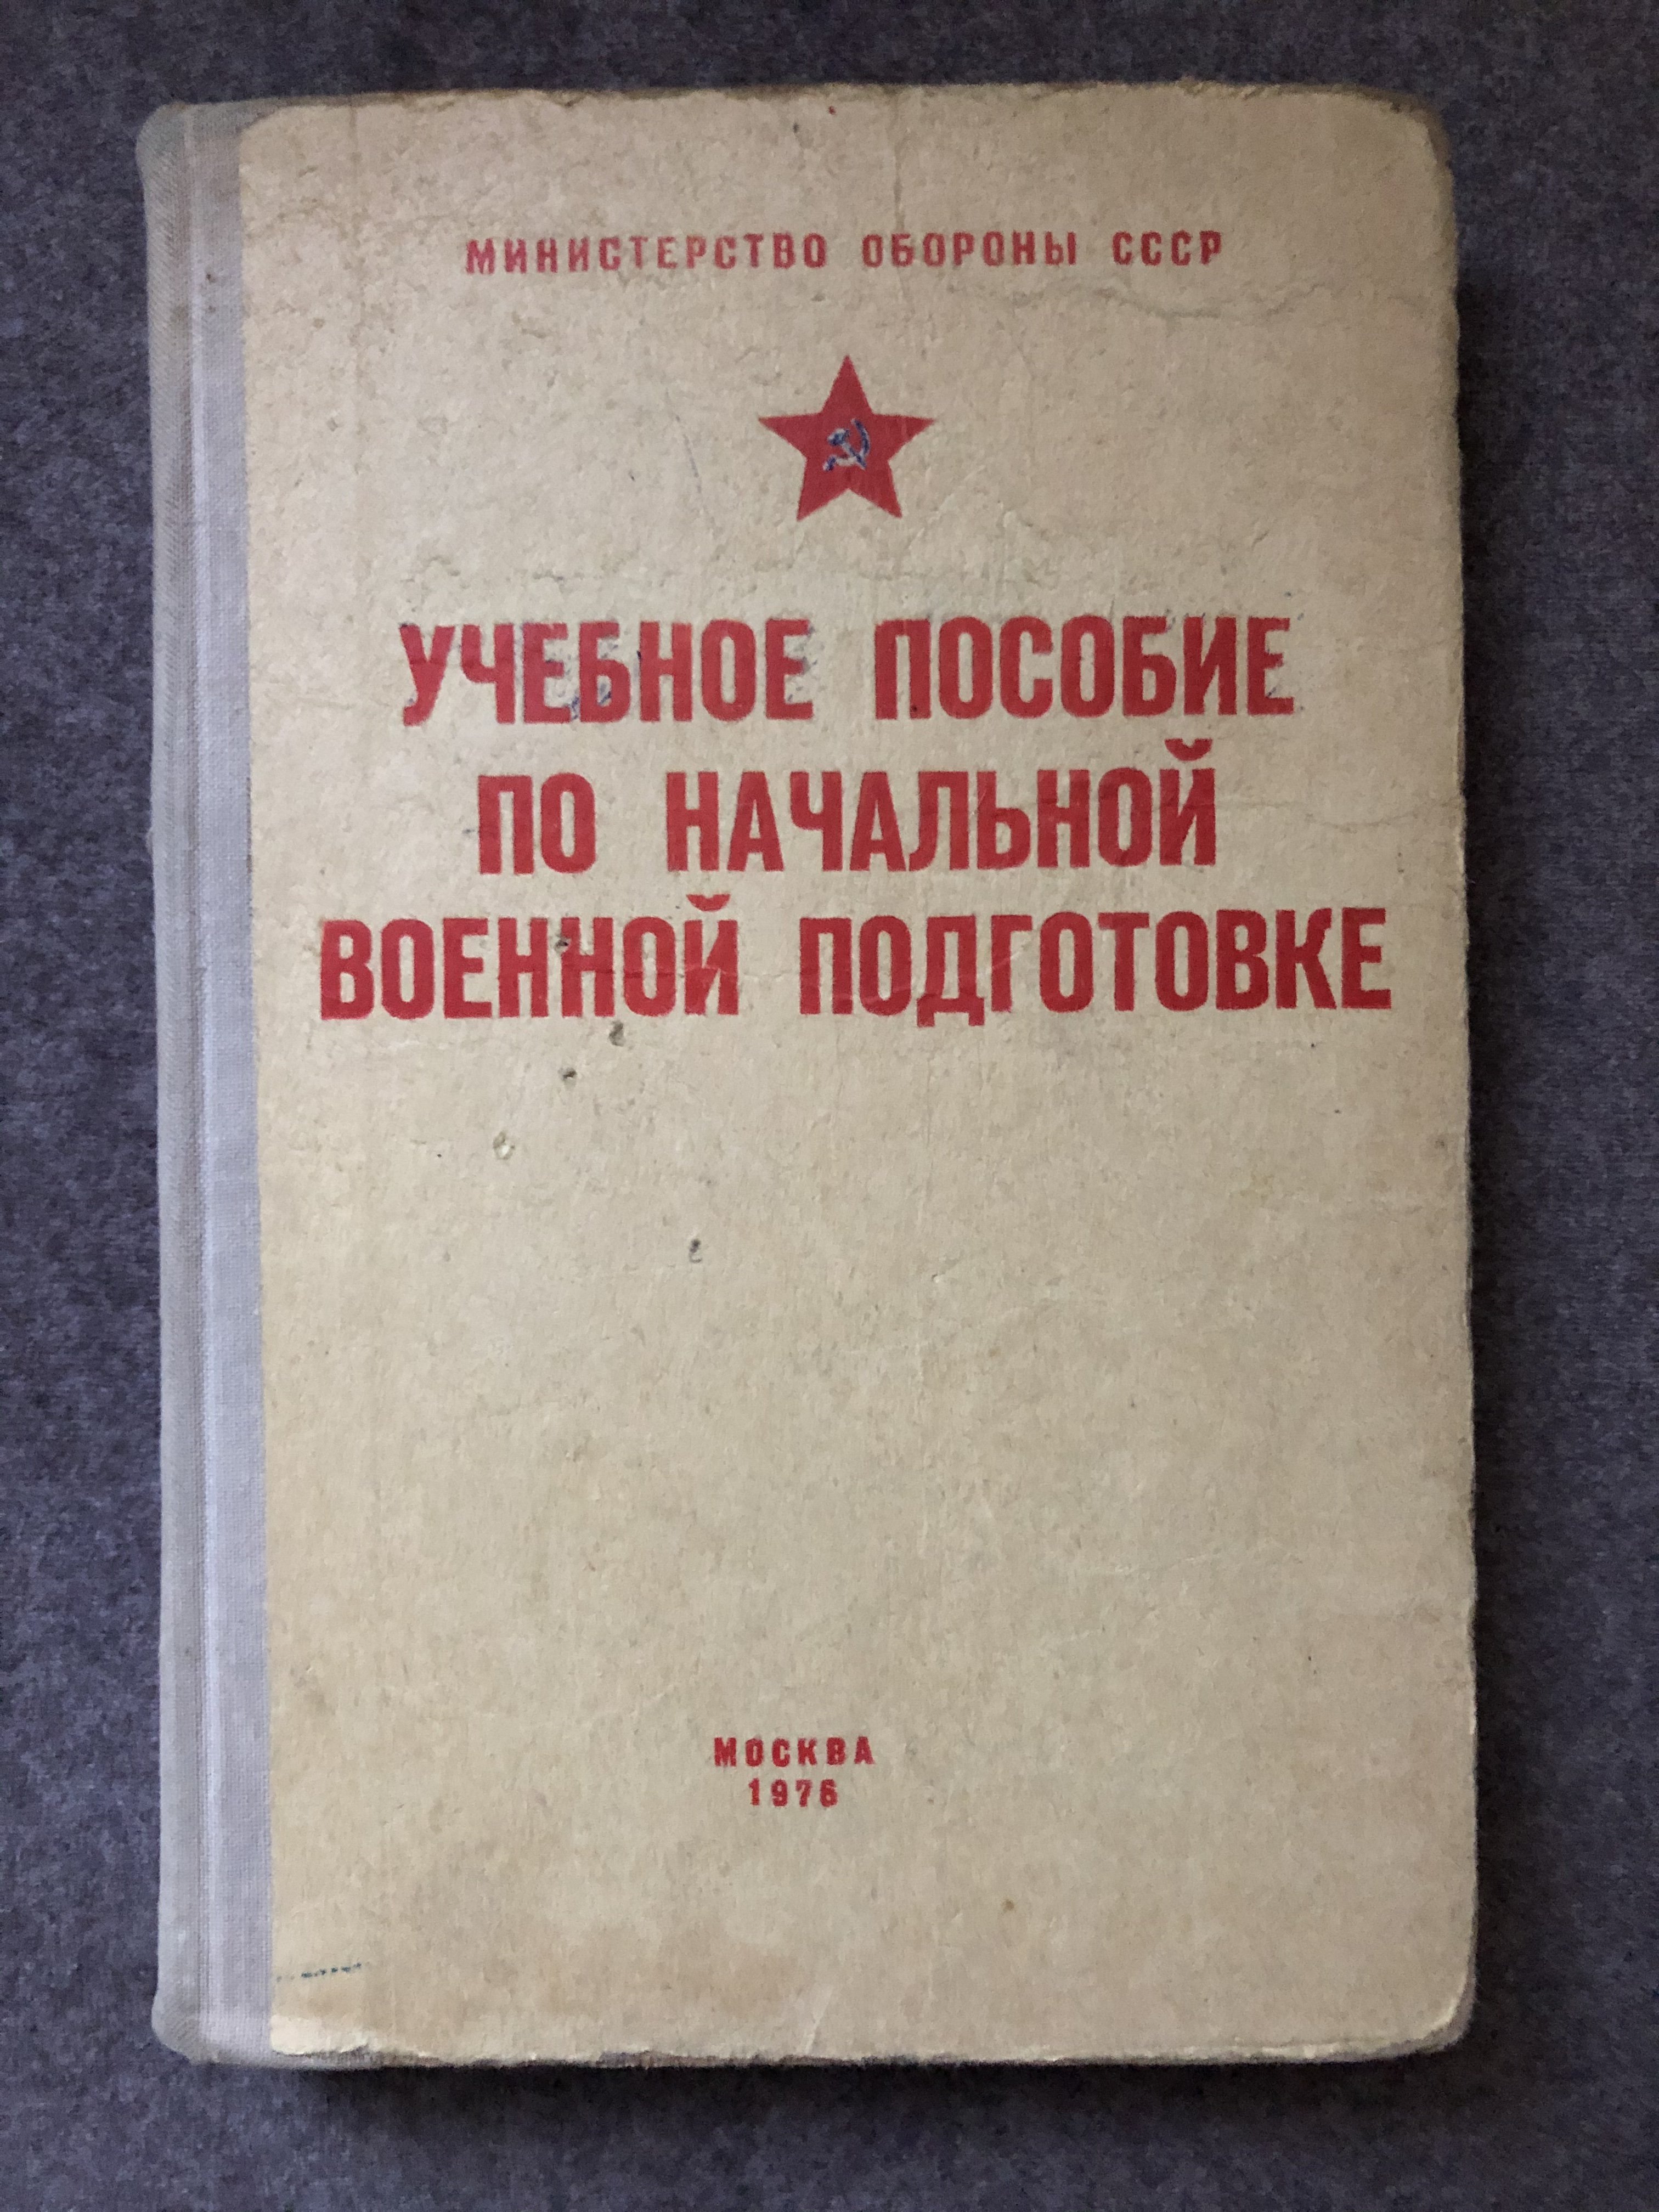 МИНИСТЕРСТВО ОБОРОНЫ СССР
УЧЕБНОЕ ПОСОБИЕ
ПО НАЧАЛЬНОЙ
ВОЕННОЙ ПОДГОТОВКЕ
МОСКВА
1976